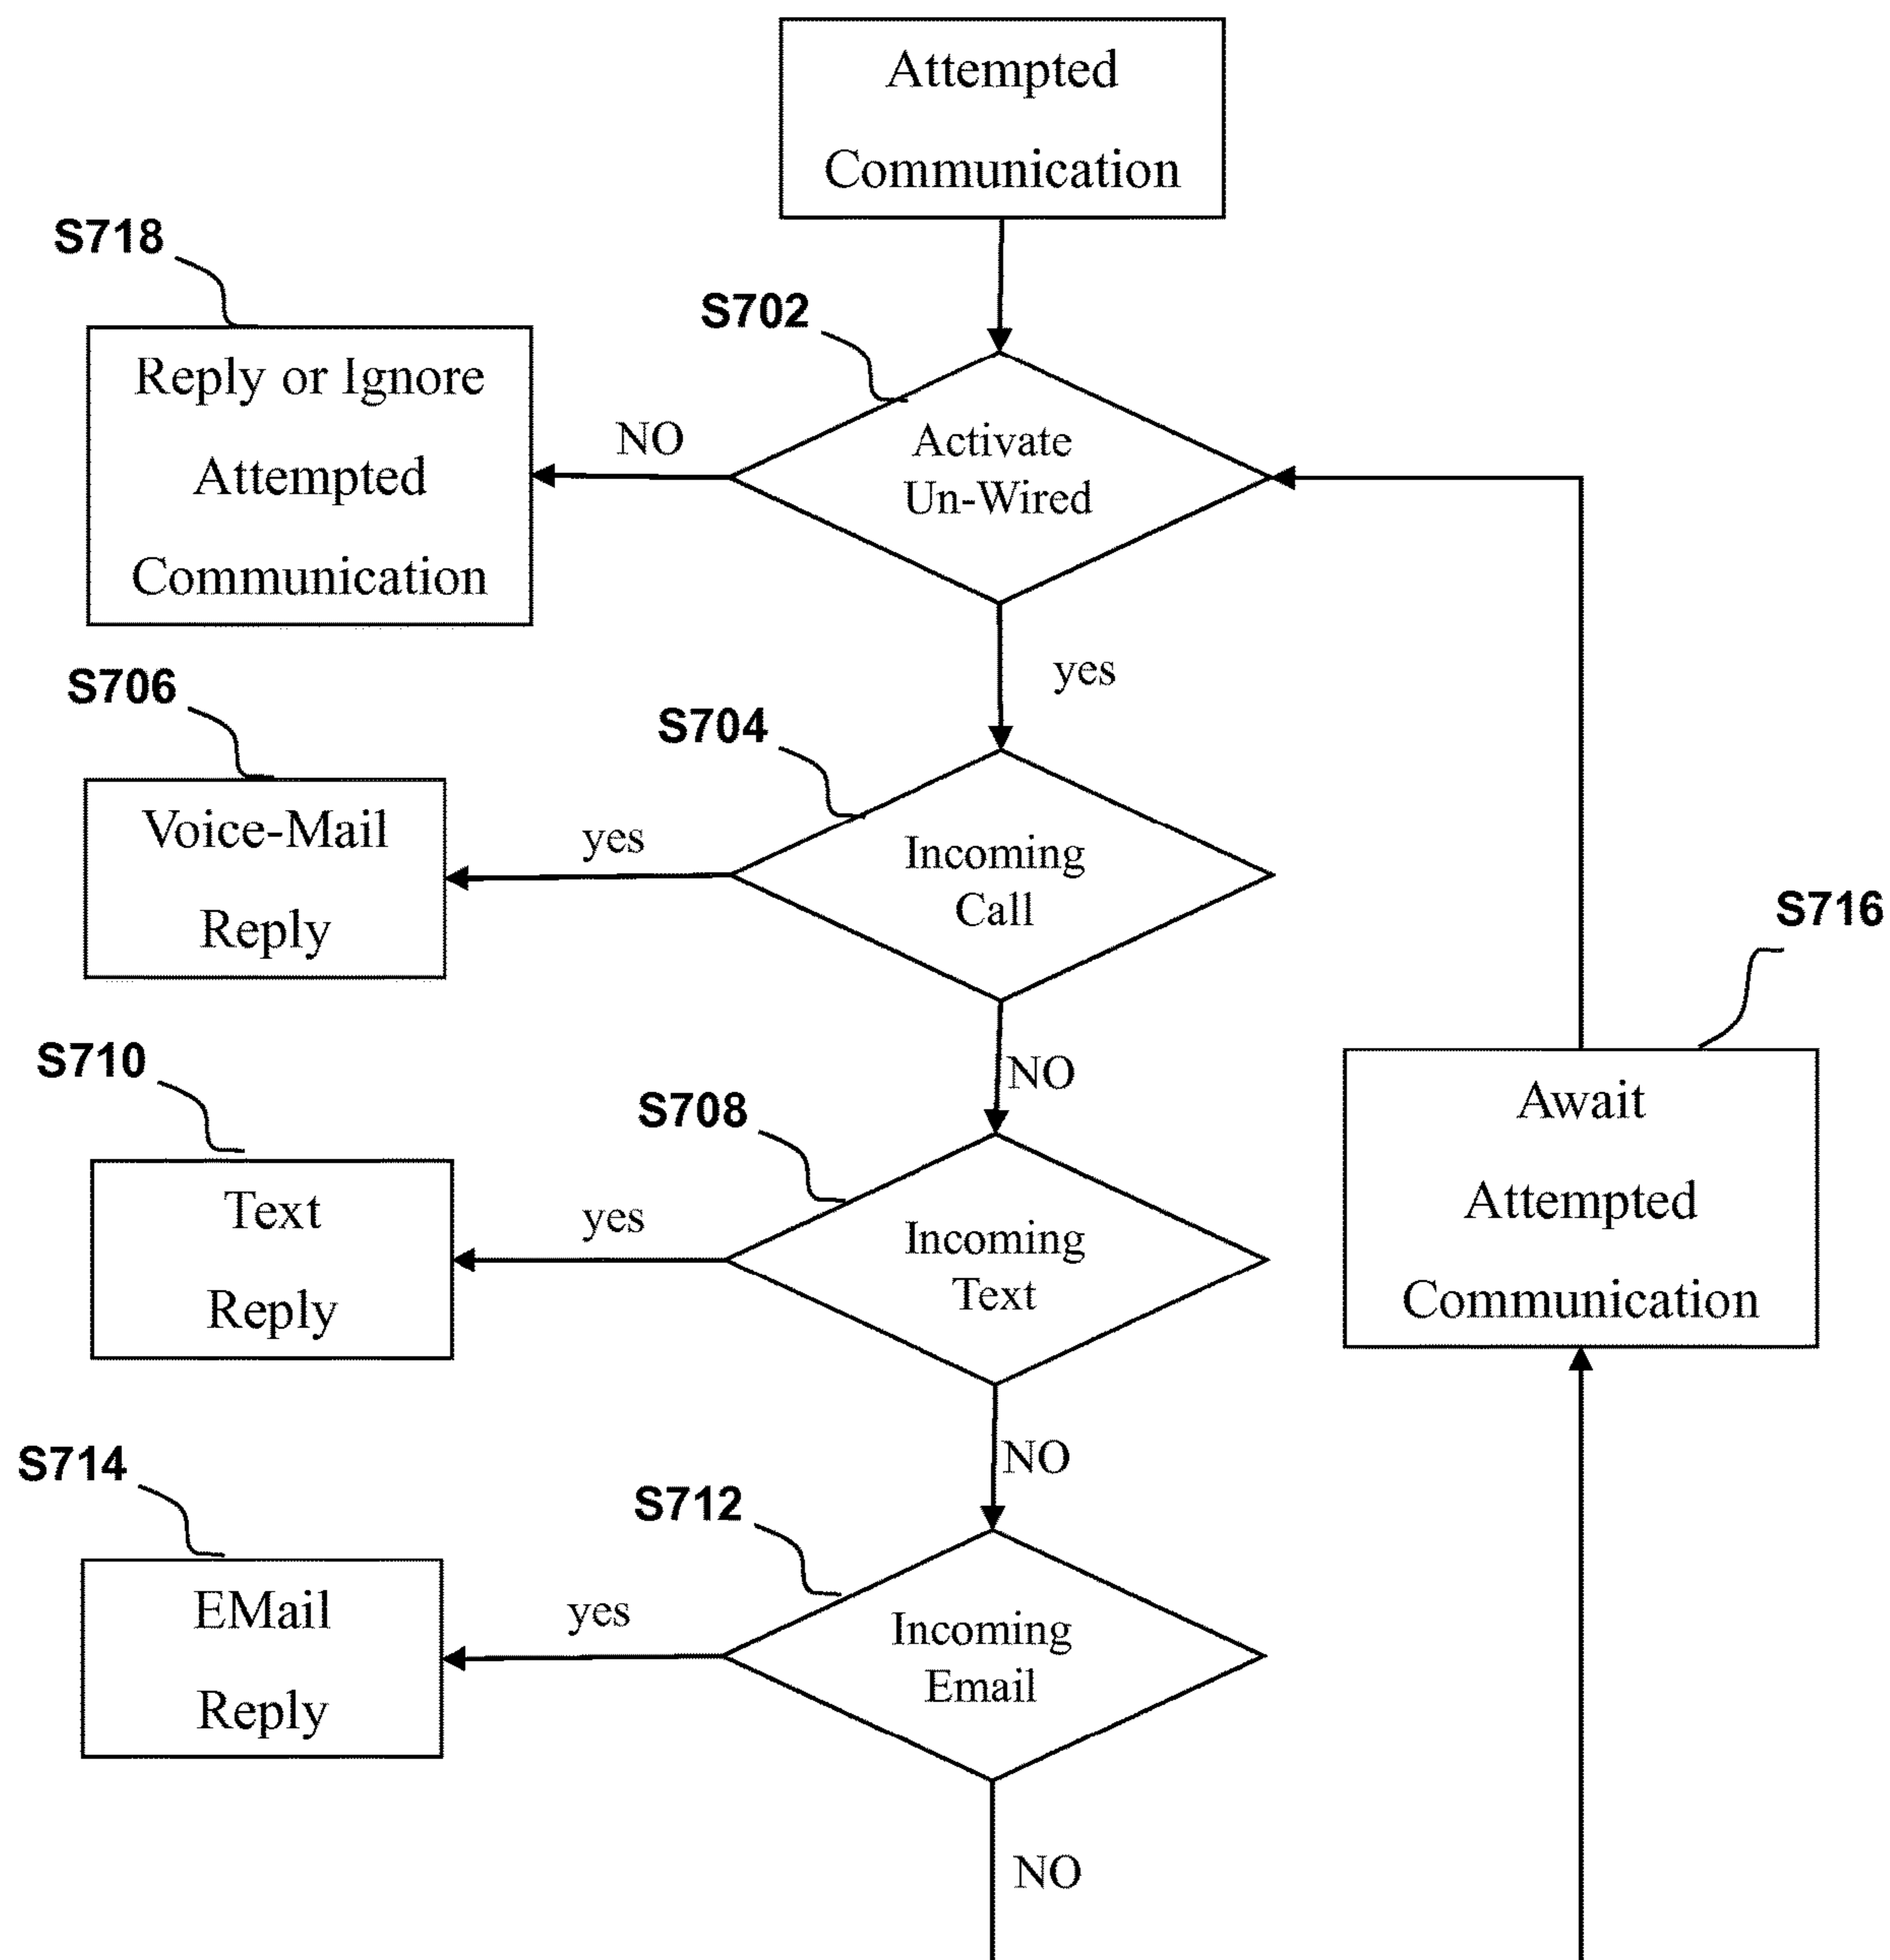 Attempted
Communication
S718
S702
Reply or Ignore
Attempted
Communication
NO
Activate
Un-Wired
yes
S706
S704
Voice-Mail
Reply
yes
Incoming
Call
S716
NO
S710
S708
Text
Reply
yes
Incoming
Text
Await
Attempted
Communication
NO
S714
S712
EMail
Reply
yes
Incoming
Email
NO